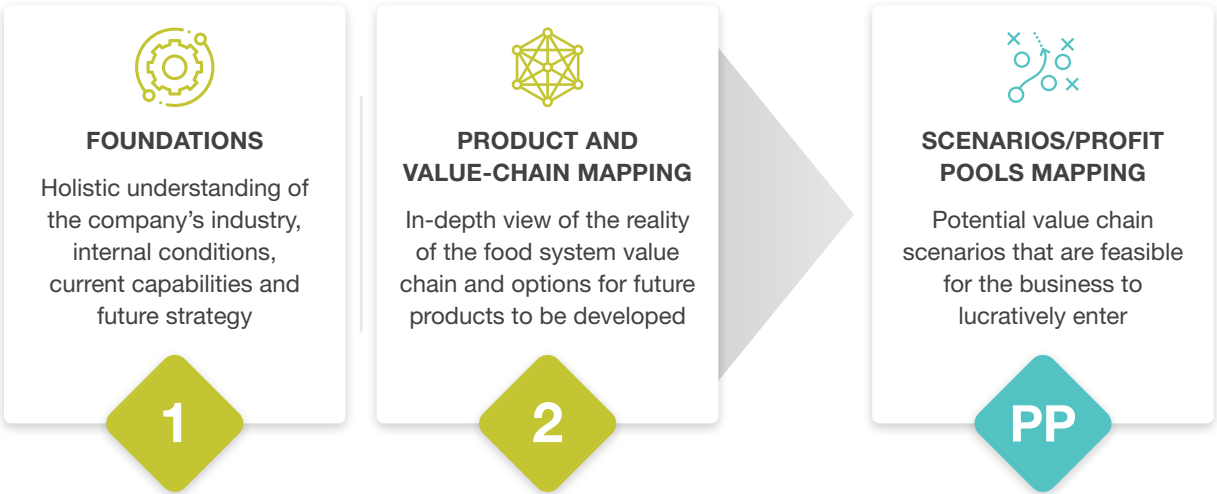 FOUNDATIONS
Holistic understanding of
the company’s industry,
internal conditions,
current capabilities and
future strategy
1
PRODUCT AND
VALUE-CHAIN MAPPING
In-depth view of the reality
of the food system value
chain and options for future
products to be developed
2
SCENARIOS/PROFIT
POOLS MAPPING
Potential value chain
scenarios that are feasible
for the business to
lucratively enter
PP